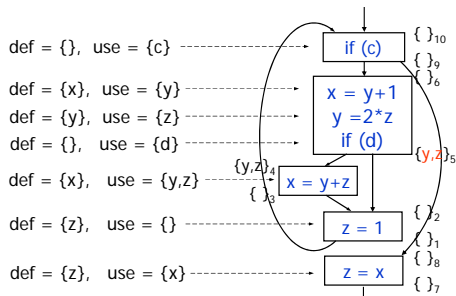 def = {}, use = {c}
if (c)
{ }10
{ }9
{ }6
def = {x}, use = {y}
x = y+1
def = {y}, use = {z}
y =2*z
def = {}, use = {d}
if (d)
{y,z}5
{y,z}4
def = {x}, use = {y,z}
x = y+z
{ }3
{ }2
def = {z}, use = {}
z = 1
{ }1
{ }8
def = {z}, use = {x}
z = x
{ }7